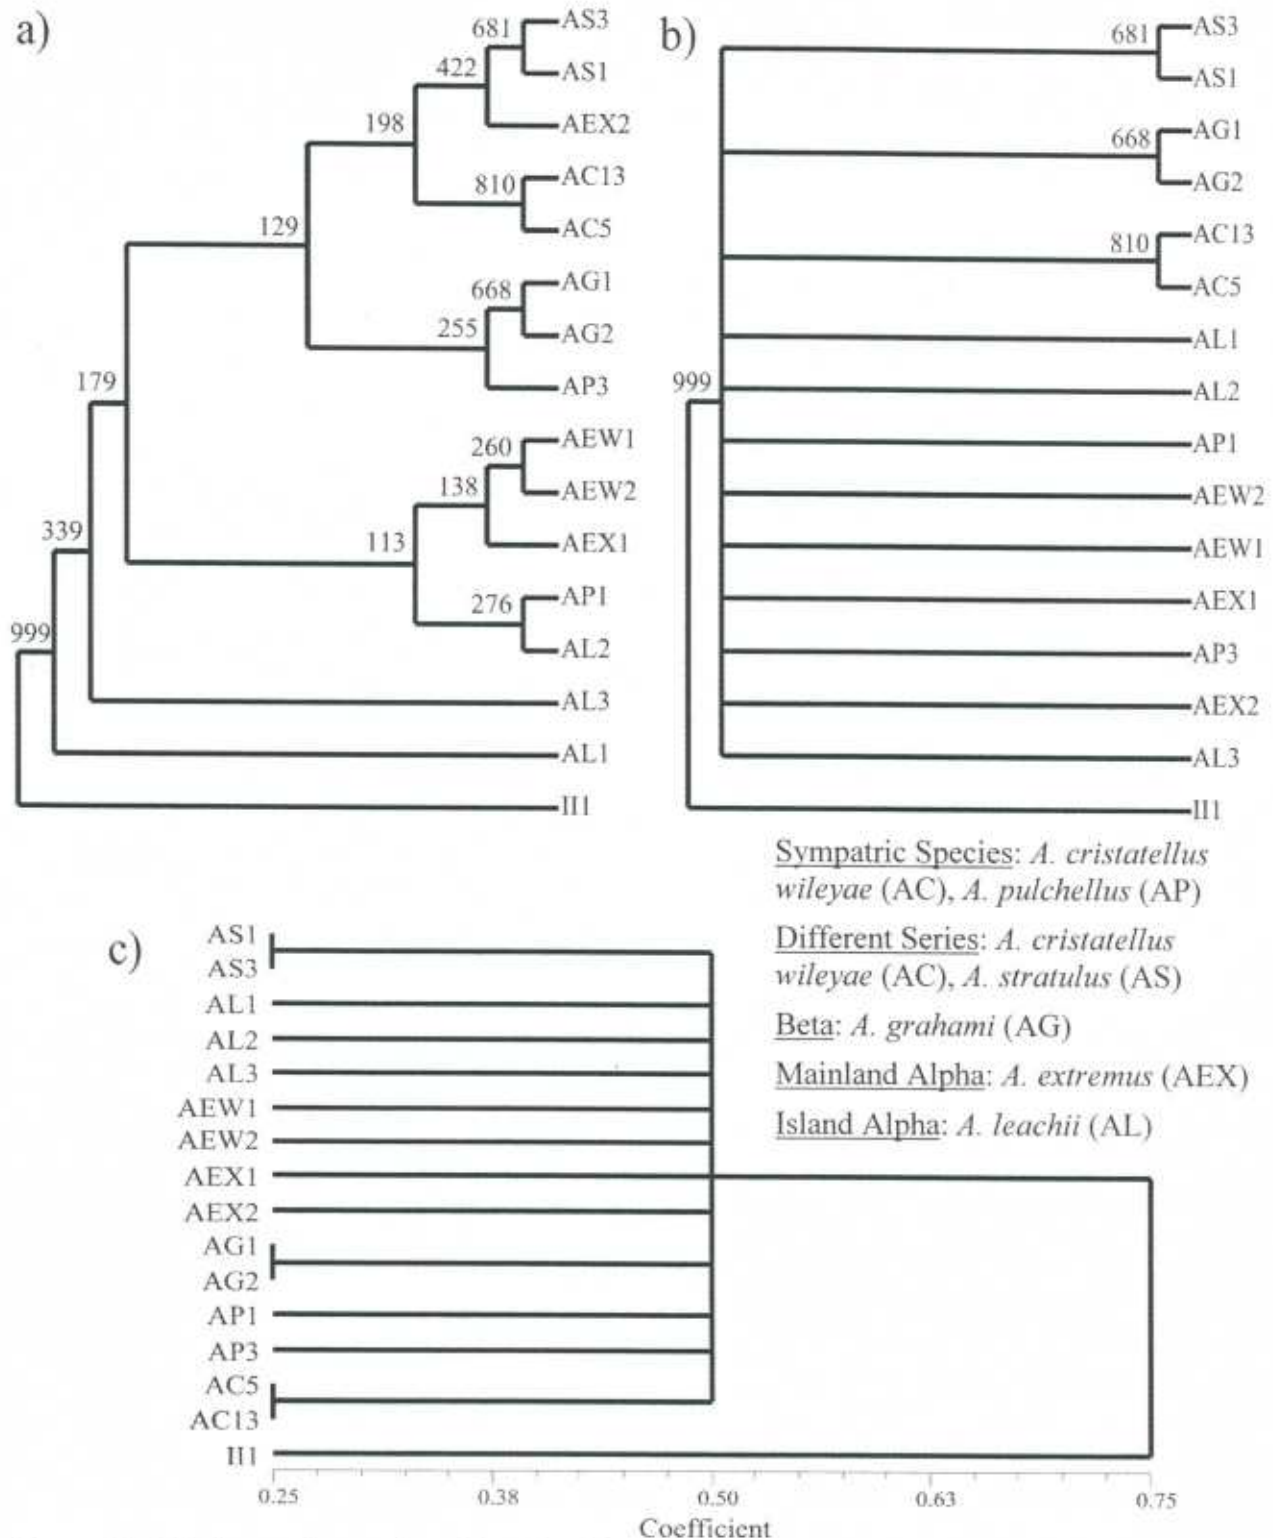 a)
681
AS3
AS1
422
AEX2
198
810
AC13
AC5
129
668
AG1
AG2
255
AP3
179
260
AEW1
AEW2
138
AEX1
113
276
AP1
AL2
339
AL3
999
AL1
II1
b)
681
AS3
AS1
668
AG1
AG2
810
AC13
AC5
AL1
AL2
999
AP1
AEW2
AEW1
AEX1
AP3
AEX2
AL3
II1
Sympatric Species: A. cristatellus
wileyae (AC), A. pulchellus (AP)
Different Series: A. cristatellus
wileyae (AC), A. stratulus (AS)
Beta: A. grahami (AG)
Mainland Alpha: A. extremus (AEX)
Island Alpha: A. leachii (AL)
c)
AS1
AS3
AL1
AL2
AL3
AEW1
AEW2
AEX1
AEX2
AG1
AG2
AP1
AP3
AC5
AC13
II1
0.25 0.38 0.50 0.63 0.75
Coefficient